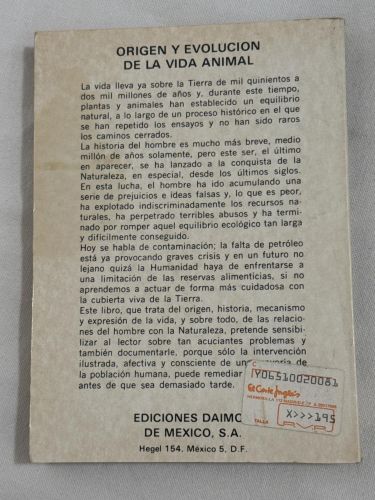 ORIGEN Y EVOLUCION
DE LA VIDA ANIMAL
La vida lleva ya sobre la Tierra de mil quinientos a
dos mil millones de años y, durante este tiempo,
plantas y animales han establecido un equilibrio
natural, a lo largo de un proceso histórico en el que
se han repetido los ensayos y no han sido raros
los caminos cerrados.
La historia del hombre es mucho más breve, medio
millón de años solamente, pero este ser, el último
en aparecer, se ha lanzado a la conquista de la
Naturaleza, en especial, desde los últimos siglos.
En esta lucha, el hombre ha ido acumulando una
serie de prejuicios e ideas falsas y, lo que es peor,
ha explotado indiscriminadamente los recursos natu-
rales, ha perpetrado terribles abusos y ha termi-
nado por romper aquel equilibrio ecológico tan larga
y difícilmente conseguido.
Hoy se habla de contaminación; la falta de petróleo
está ya provocando graves crisis y en un futuro no
lejano quizá la Humanidad haya de enfrentarse a
una limitación de las reservas alimenticias, si no
aprendemos a actuar de forma más cuidadosa con
la cubierta viva de la Tierra.
Este libro, que trata del origen, historia, mecanismo
y expresión de la vida, y sobre todo, de las relacio-
nes del hombre con la Naturaleza, pretende sensibi-
lizar al lector sobre tan acuciantes problemas y
también documentarle, porque sólo la intervención
ilustrada, afectiva y consciente de una
la población humana, puede remediar
antes de que sea demasiado tarde.
Y06510020081
El Corte Inglés
X>>>195
TALLA
P.V.P.
EDICIONES DAIMO
DE MEXICO, S.A.
Hegel 154. México 5, D.F.